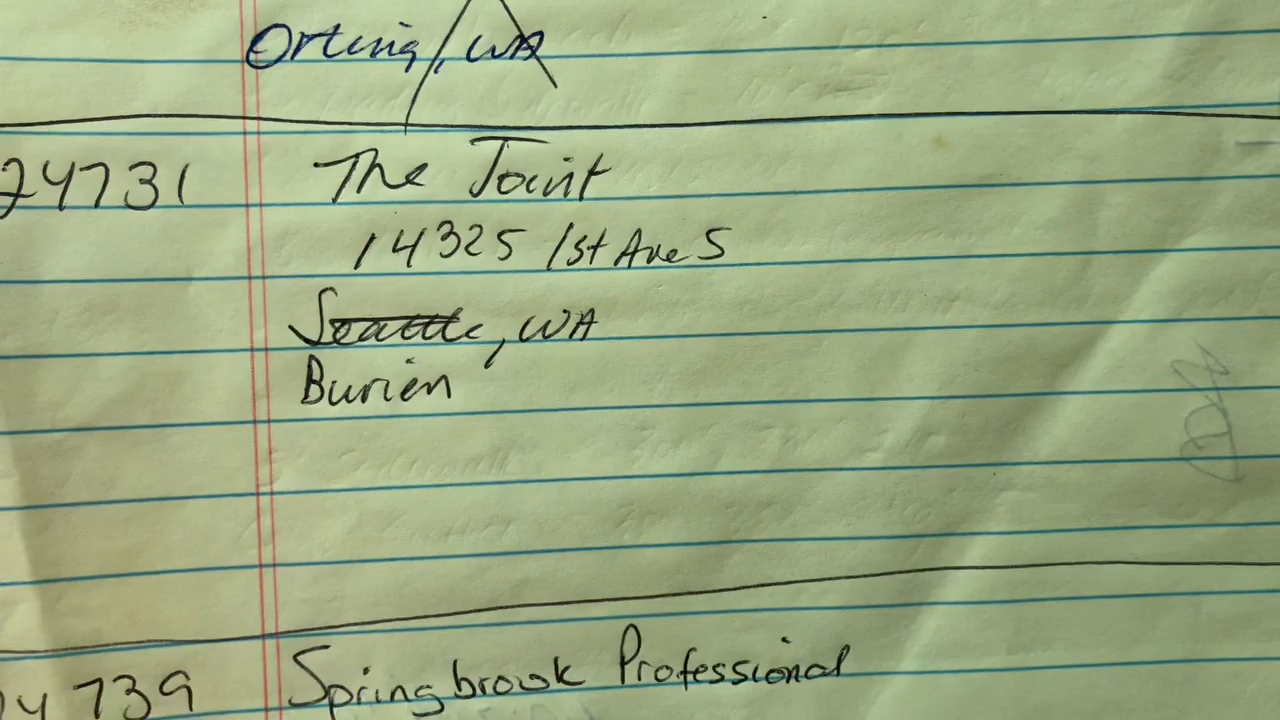 Orting, WA
24731 The Joint
14325 1st Ave S
Seattle, WA
Burien
24739 Springbrook Professional